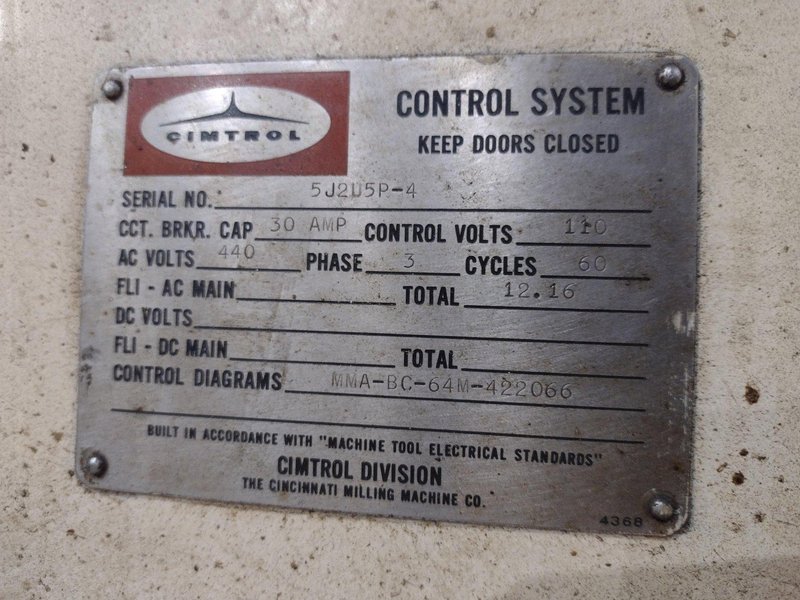 CIMTROL
CONTROL SYSTEM
KEEP DOORS CLOSED
SERIAL NO. 5J2U5P-4
CCT. BRKR. CAP 30 AMP CONTROL VOLTS 110
AC VOLTS 440 PHASE 3 CYCLES 60
FLI - AC MAIN TOTAL 12.16
DC VOLTS
FLI - DC MAIN TOTAL
CONTROL DIAGRAMS MMA-BC-64M-422066
BUILT IN ACCORDANCE WITH "MACHINE TOOL ELECTRICAL STANDARDS"
CIMTROL DIVISION
THE CINCINNATI MILLING MACHINE CO.
4368